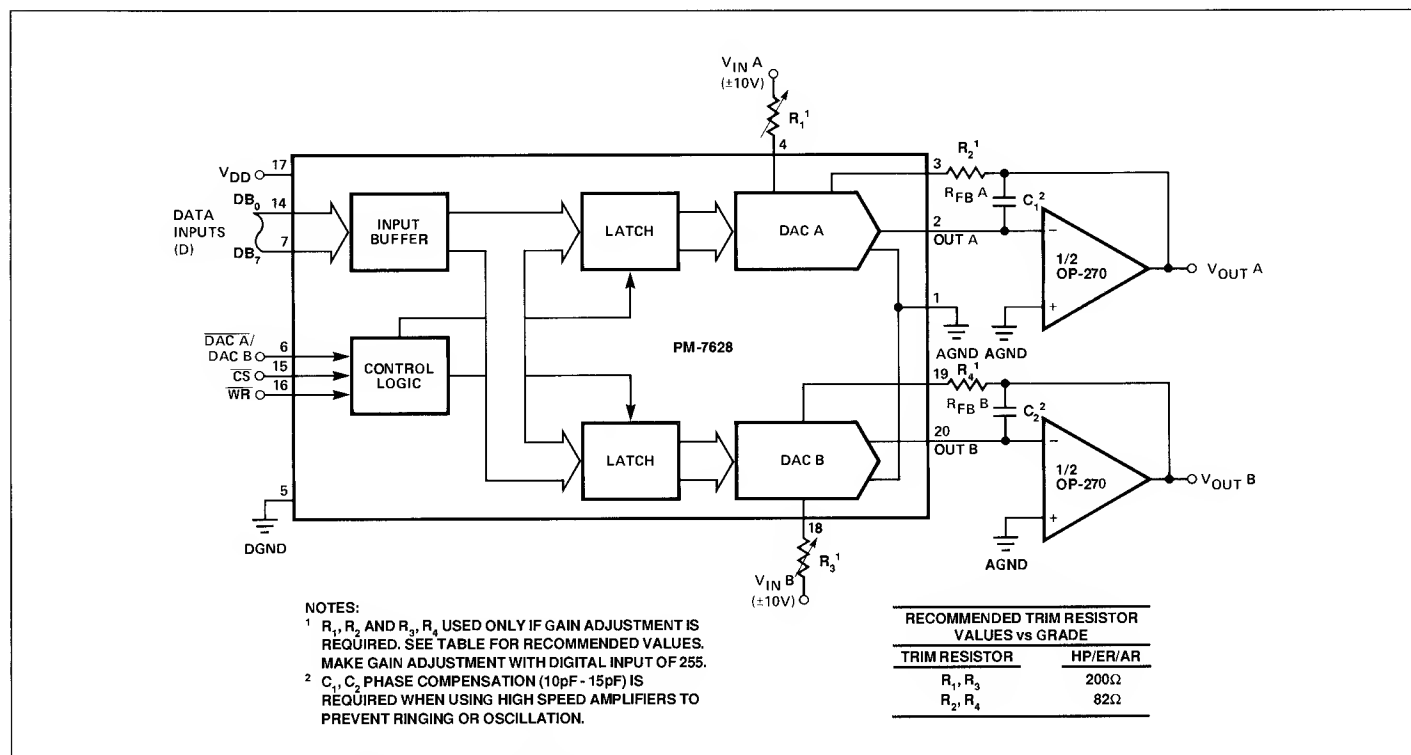 V_IN A
(±10V)
R₁¹
4
17
V_DD
DB₀
14
DATA
INPUTS
(D)
7
DB₇
INPUT
BUFFER
LATCH
DAC A
3
R₂¹
R_FB A
C₁²
2
OUT A
−
1/2
OP-270
+
V_OUT A
1
AGND
AGND
PM-7628
D̅A̅C̅ A̅/
DAC B
6
C̅S̅
15
W̅R̅
16
CONTROL
LOGIC
19
R₄¹
R_FB B
C₂²
LATCH
DAC B
20
OUT B
−
1/2
OP-270
+
V_OUT B
AGND
5
DGND
18
R₃¹
V_IN B
(±10V)
NOTES:
¹ R₁, R₂ AND R₃, R₄ USED ONLY IF GAIN ADJUSTMENT IS
REQUIRED. SEE TABLE FOR RECOMMENDED VALUES.
MAKE GAIN ADJUSTMENT WITH DIGITAL INPUT OF 255.
² C₁, C₂ PHASE COMPENSATION (10pF - 15pF) IS
REQUIRED WHEN USING HIGH SPEED AMPLIFIERS TO
PREVENT RINGING OR OSCILLATION.
RECOMMENDED TRIM RESISTOR
VALUES vs GRADE
TRIM RESISTOR HP/ER/AR
R₁, R₃ 200Ω
R₂, R₄ 82Ω